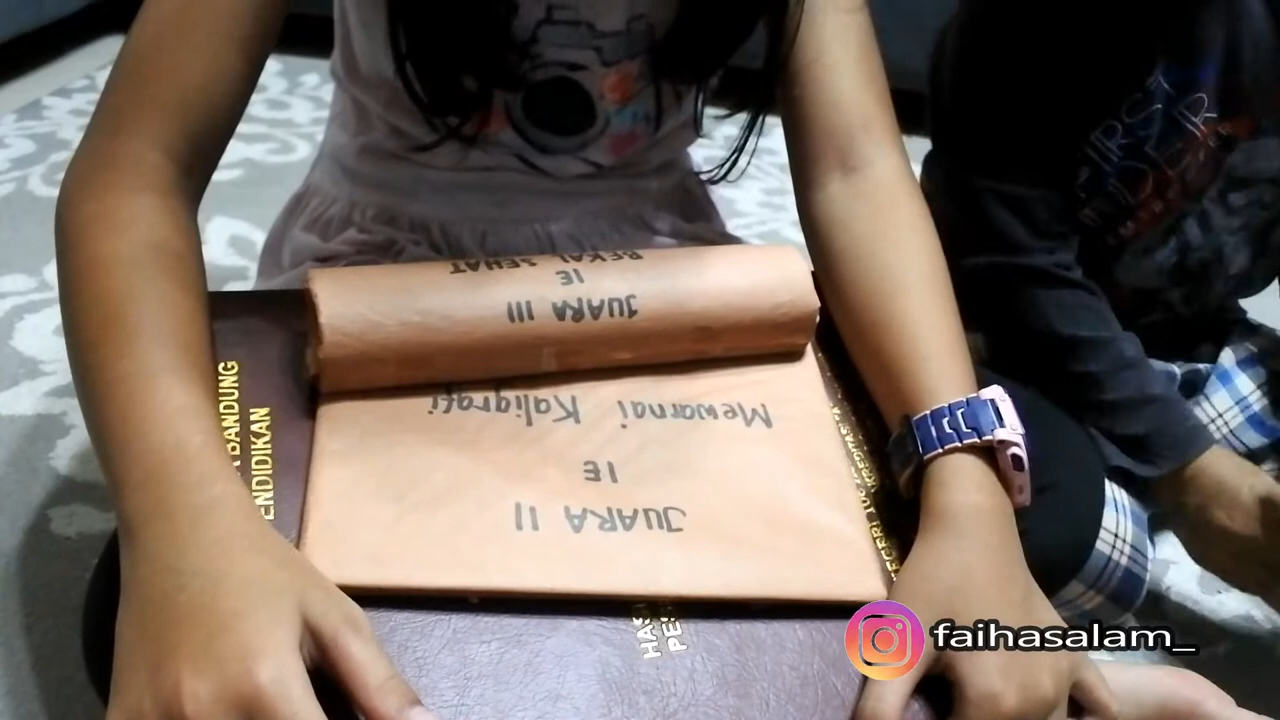 JUARA III
IE
BEKAL SEHAT
JUARA II
IE
Mewarnai Kaligrafi
BANDUNG
ENDIDIKAN
HAS
PE
faihasalam_